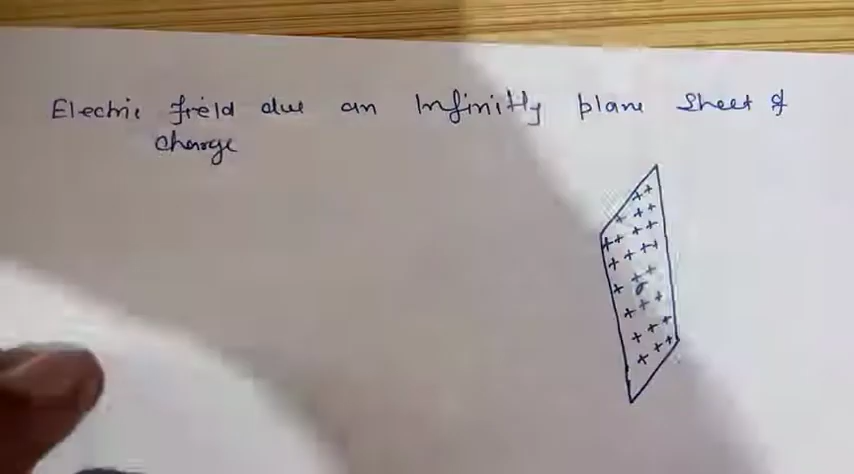 Electric field due an Infinitly plane sheet of
charge
σ